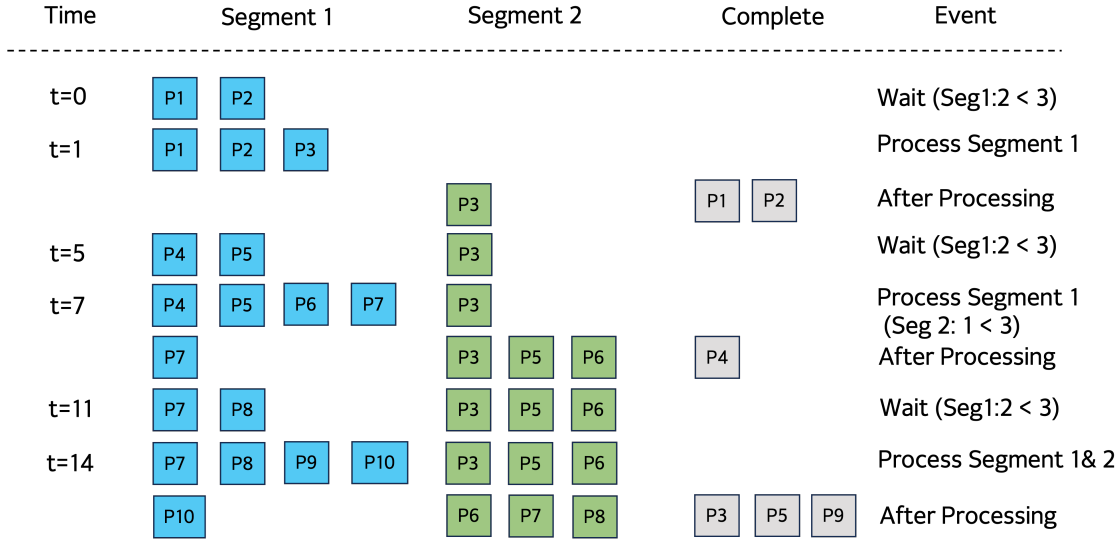 Time Segment 1 Segment 2 Complete Event
t=0 P1 P2 Wait (Seg1:2 < 3)
t=1 P1 P2 P3 Process Segment 1
P3 P1 P2 After Processing
t=5 P4 P5 P3 Wait (Seg1:2 < 3)
t=7 P4 P5 P6 P7 P3 Process Segment 1
(Seg 2: 1 < 3)
P7 P3 P5 P6 P4 After Processing
t=11 P7 P8 P3 P5 P6 Wait (Seg1:2 < 3)
t=14 P7 P8 P9 P10 P3 P5 P6 Process Segment 1& 2
P10 P6 P7 P8 P3 P5 P9 After Processing